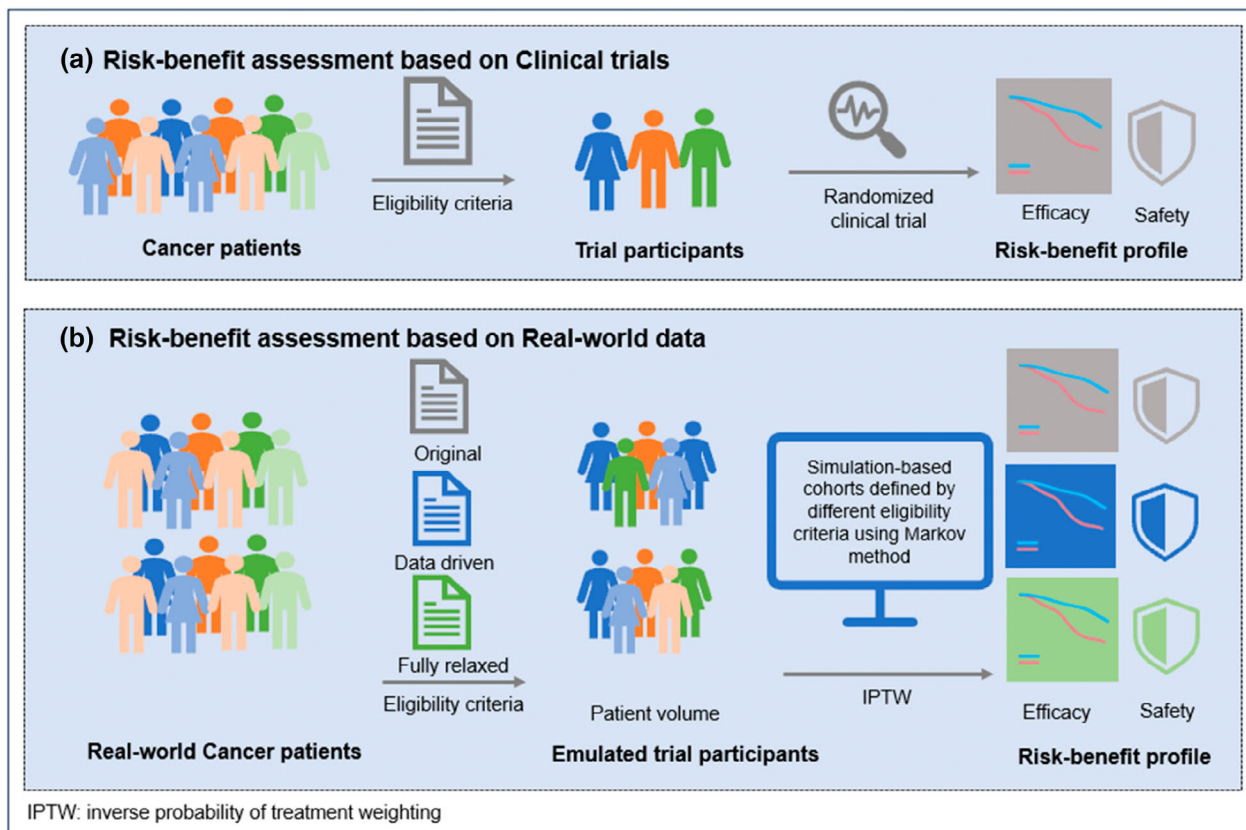 (a) Risk-benefit assessment based on Clinical trials
Eligibility criteria
Randomized
clinical trial
Efficacy
Safety
Cancer patients
Trial participants
Risk-benefit profile
(b) Risk-benefit assessment based on Real-world data
Original
Data driven
Fully relaxed
Eligibility criteria
Simulation-based
cohorts defined by
different eligibility
criteria using Markov
method
Patient volume
IPTW
Efficacy
Safety
Real-world Cancer patients
Emulated trial participants
Risk-benefit profile
IPTW: inverse probability of treatment weighting